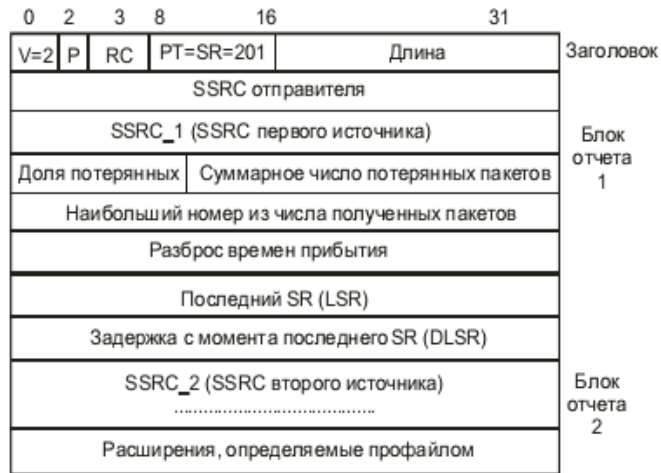 0 2 3 8 16 31
V=2 P RC PT=SR=201 Длина Заголовок
SSRC отправителя
SSRC_1 (SSRC первого источника)
Блок отчета 1
Доля потерянных Суммарное число потерянных пакетов
Наибольший номер из числа полученных пакетов
Разброс времен прибытия
Последний SR (LSR)
Задержка с момента последнего SR (DLSR)
SSRC_2 (SSRC второго источника)
........................................
Блок отчета 2
Расширения, определяемые профайлом